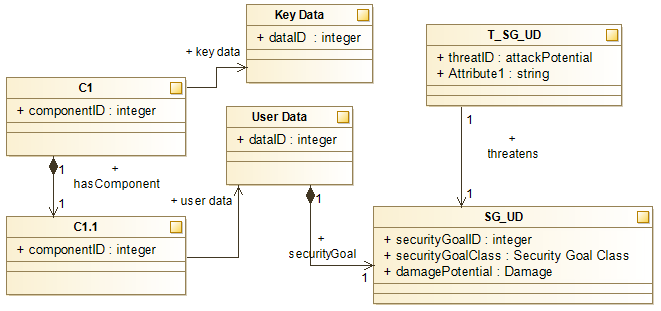 Key Data
+ dataID : integer
T_SG_UD
+ threatID : attackPotential
+ Attribute1 : string
+ key data
C1
+ componentID : integer
User Data
+ dataID : integer
1
+
hasComponent
1
+ user data
1
1
+
threatens
1
C1.1
+ componentID : integer
+
securityGoal
1
SG_UD
+ securityGoalID : integer
+ securityGoalClass : Security Goal Class
+ damagePotential : Damage